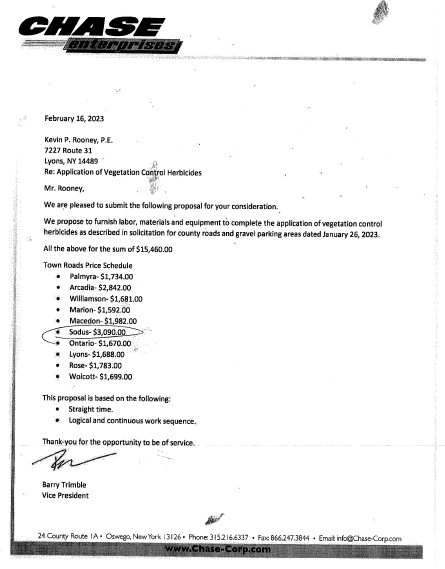 CHASE
enterprises
February 16, 2023
Kevin P. Rooney, P.E.
7227 Route 31
Lyons, NY 14489
Re: Application of Vegetation Control Herbicides
Mr. Rooney,
We are pleased to submit the following proposal for your consideration.
We propose to furnish labor, materials and equipment to complete the application of vegetation control
herbicides as described in solicitation for county roads and gravel parking areas dated January 26, 2023.
All the above for the sum of $15,460.00
Town Roads Price Schedule
• Palmyra- $1,734.00
• Arcadia- $2,842.00
• Williamson- $1,681.00
• Marion- $1,592.00
• Macedon- $1,982.00
• Sodus- $3,090.00
• Ontario- $1,670.00
• Lyons- $1,688.00
• Rose- $1,783.00
• Wolcott- $1,699.00
This proposal is based on the following:
• Straight time.
• Logical and continuous work sequence.
Thank-you for the opportunity to be of service.
Barry Trimble
Vice President
24 County Route 1A • Oswego, New York 13126 • Phone: 315.216.6337 • Fax: 866.247.3844 • Email: info@Chase-Corp.com
www.Chase-Corp.com